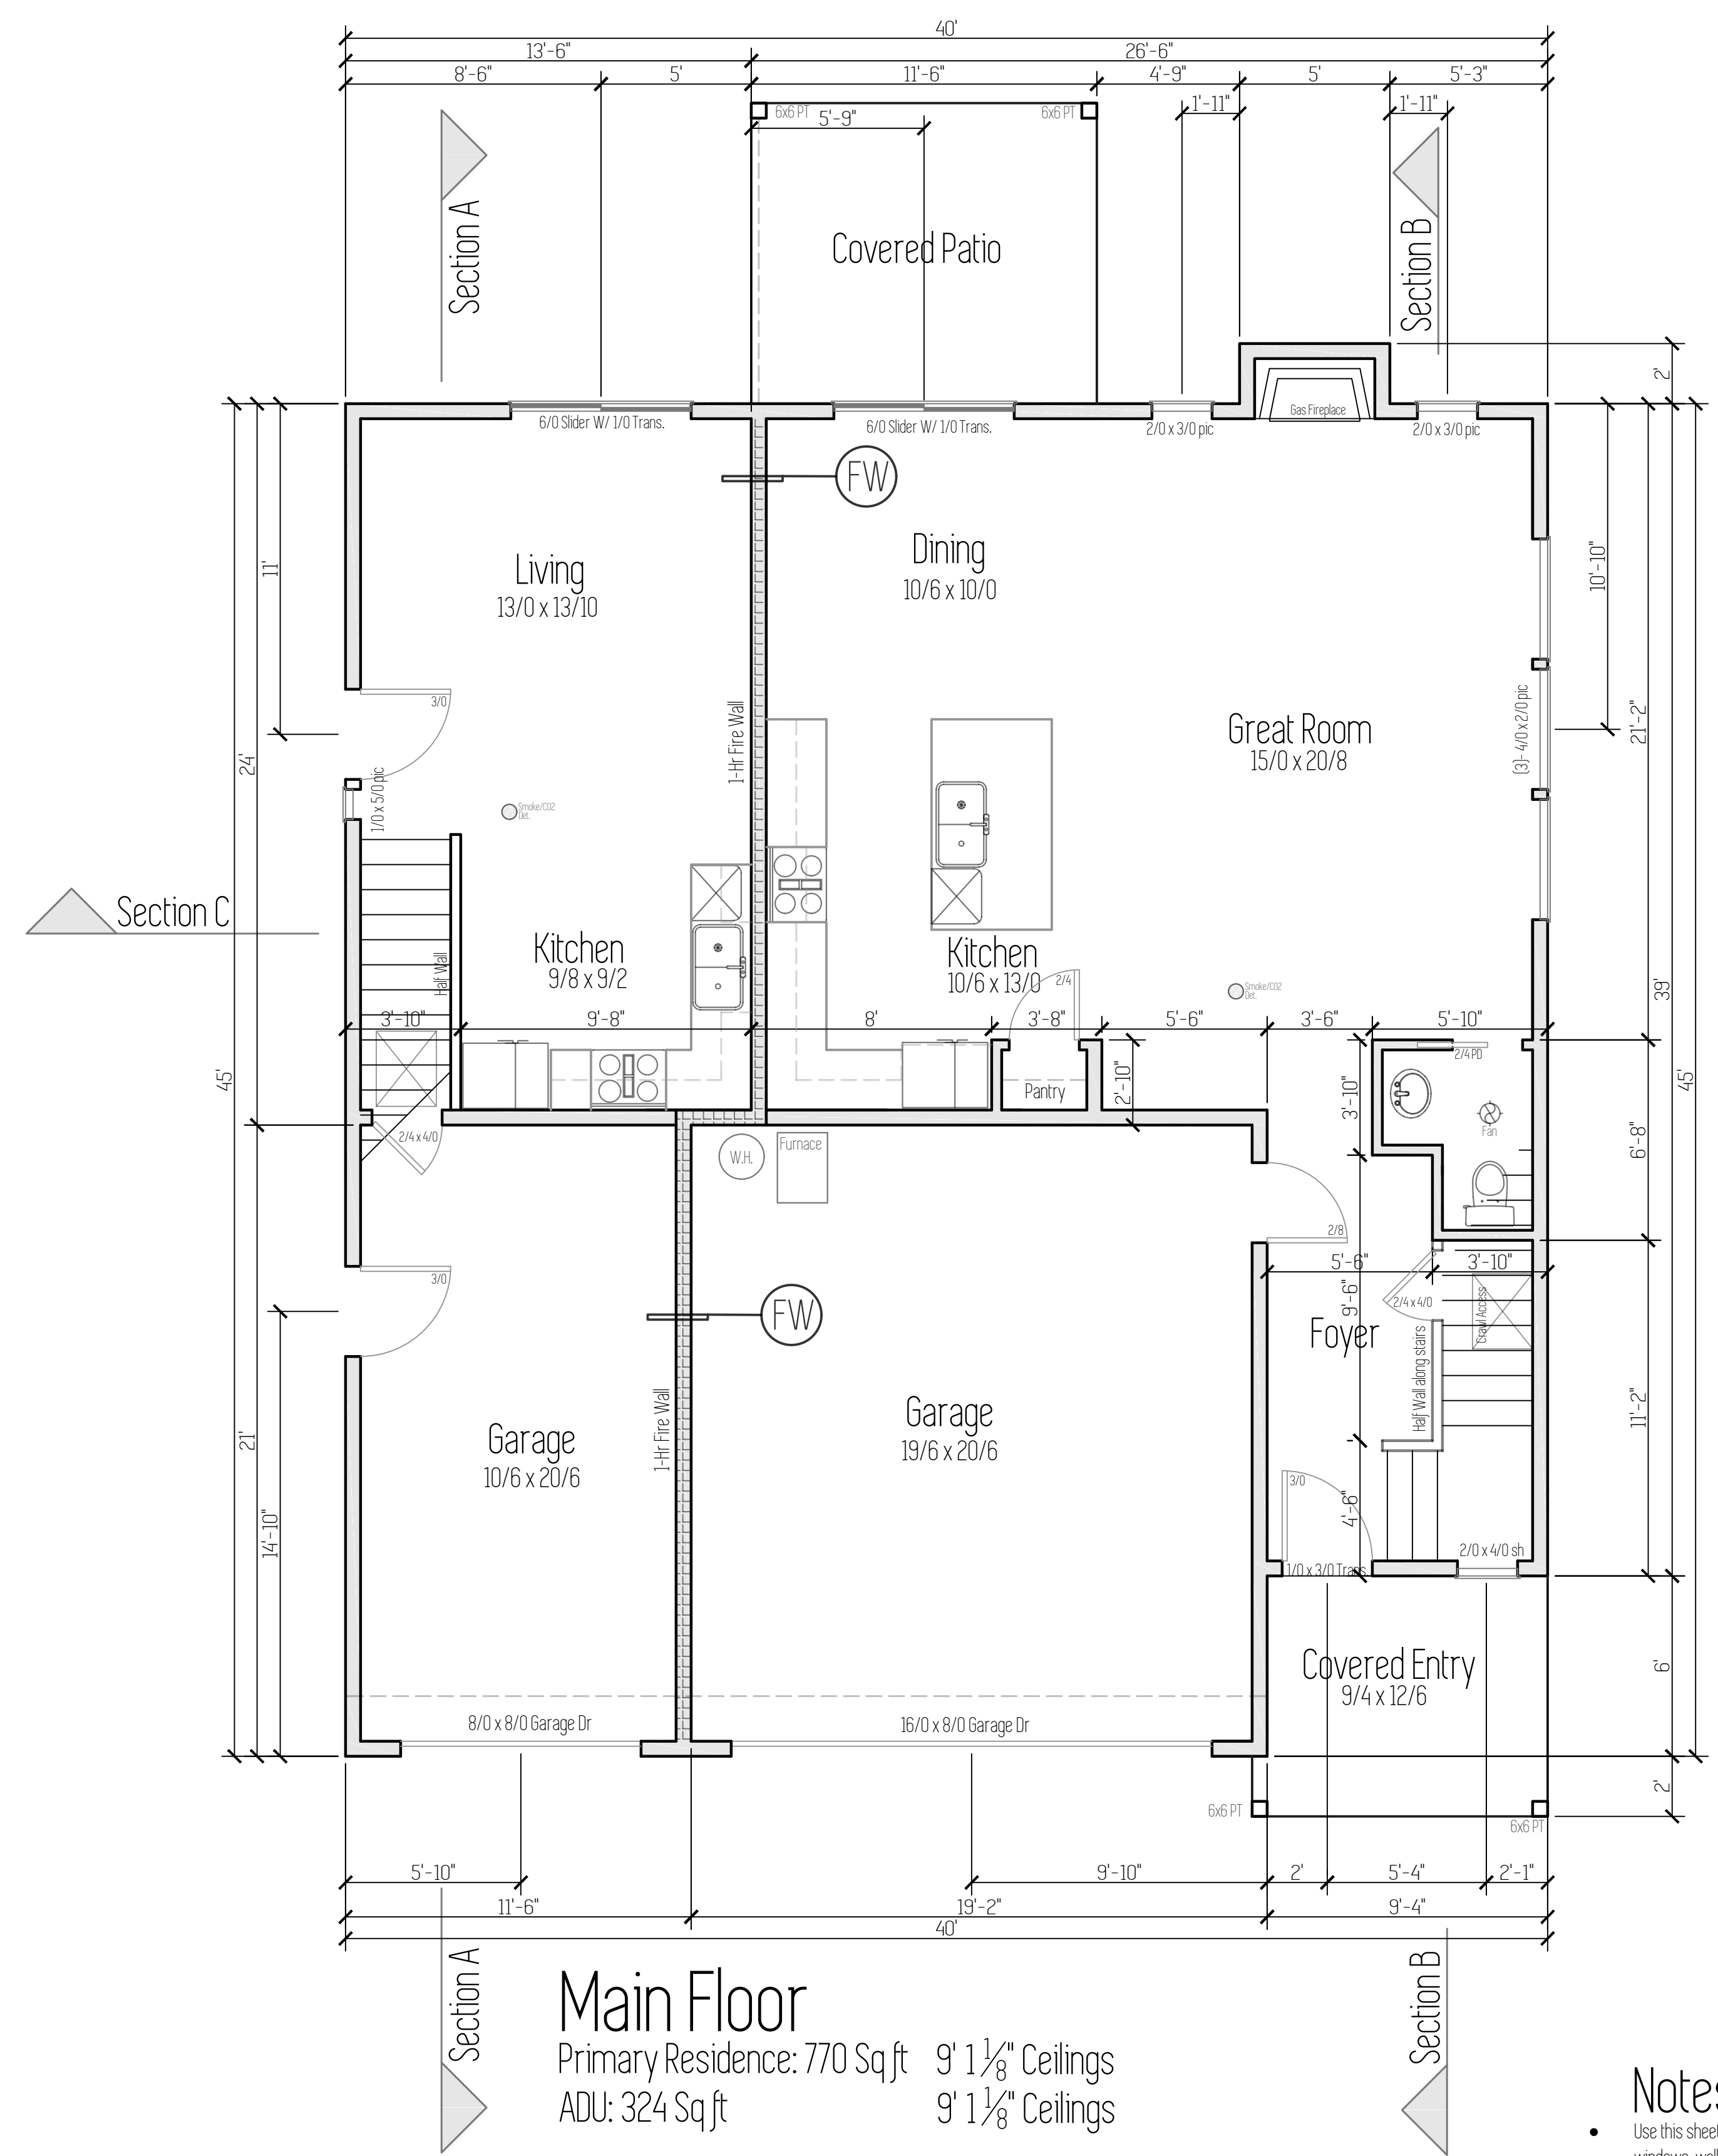 40'
13'-6"
26'-6"
8'-6"
5'
11'-6"
4'-9"
5'
5'-3"
1'-11"
1'-11"
6x6 PT
5'-9"
6x6 PT
Section A
Covered Patio
Section B
2'
Gas Fireplace
6/0 Slider W/ 1/0 Trans.
6/0 Slider W/ 1/0 Trans.
2/0 x 3/0 pic
2/0 x 3/0 pic
FW
Living
13/0 x 13/10
Dining
10/6 x 10/0
11'
10'-10"
3/0
1-Hr Fire Wall
Great Room
15/0 x 20/8
(3)- 4/0 x 2/0 pic
21'-2"
24'
1/0 x 5/0 pic
Smoke/CO2
Det.
Section C
Half Wall
Kitchen
9/8 x 9/2
Kitchen
10/6 x 13/0
2/4
Smoke/CO2
Det.
39'
3'-10"
9'-8"
8'
3'-8"
5'-6"
3'-6"
5'-10"
2/4 PD
45'
Pantry
2'-10"
3'-10"
45'
Fan
6'-8"
2/4 x 4/0
W.H.
Furnace
2/8
3/0
5'-6"
3'-10"
9'-6"
2/4 x 4/0
Crawl Access
FW
Foyer
Half Wall along stairs
11'-2"
1-Hr Fire Wall
Garage
10/6 x 20/6
Garage
19/6 x 20/6
21'
14'-10"
3/0
4'-6"
1/0 x 3/0 Trans.
2/0 x 4/0 sh
Covered Entry
9/4 x 12/6
6'
8/0 x 8/0 Garage Dr
16/0 x 8/0 Garage Dr
2'
6x6 PT
6x6 PT
5'-10"
9'-10"
2'
5'-4"
2'-1"
11'-6"
19'-2"
9'-4"
40'
Section A
Section B
Main Floor
Primary Residence: 770 Sq ft 9' 1⅛" Ceilings
ADU: 324 Sq ft 9' 1⅛" Ceilings
Notes
• Use this sheet